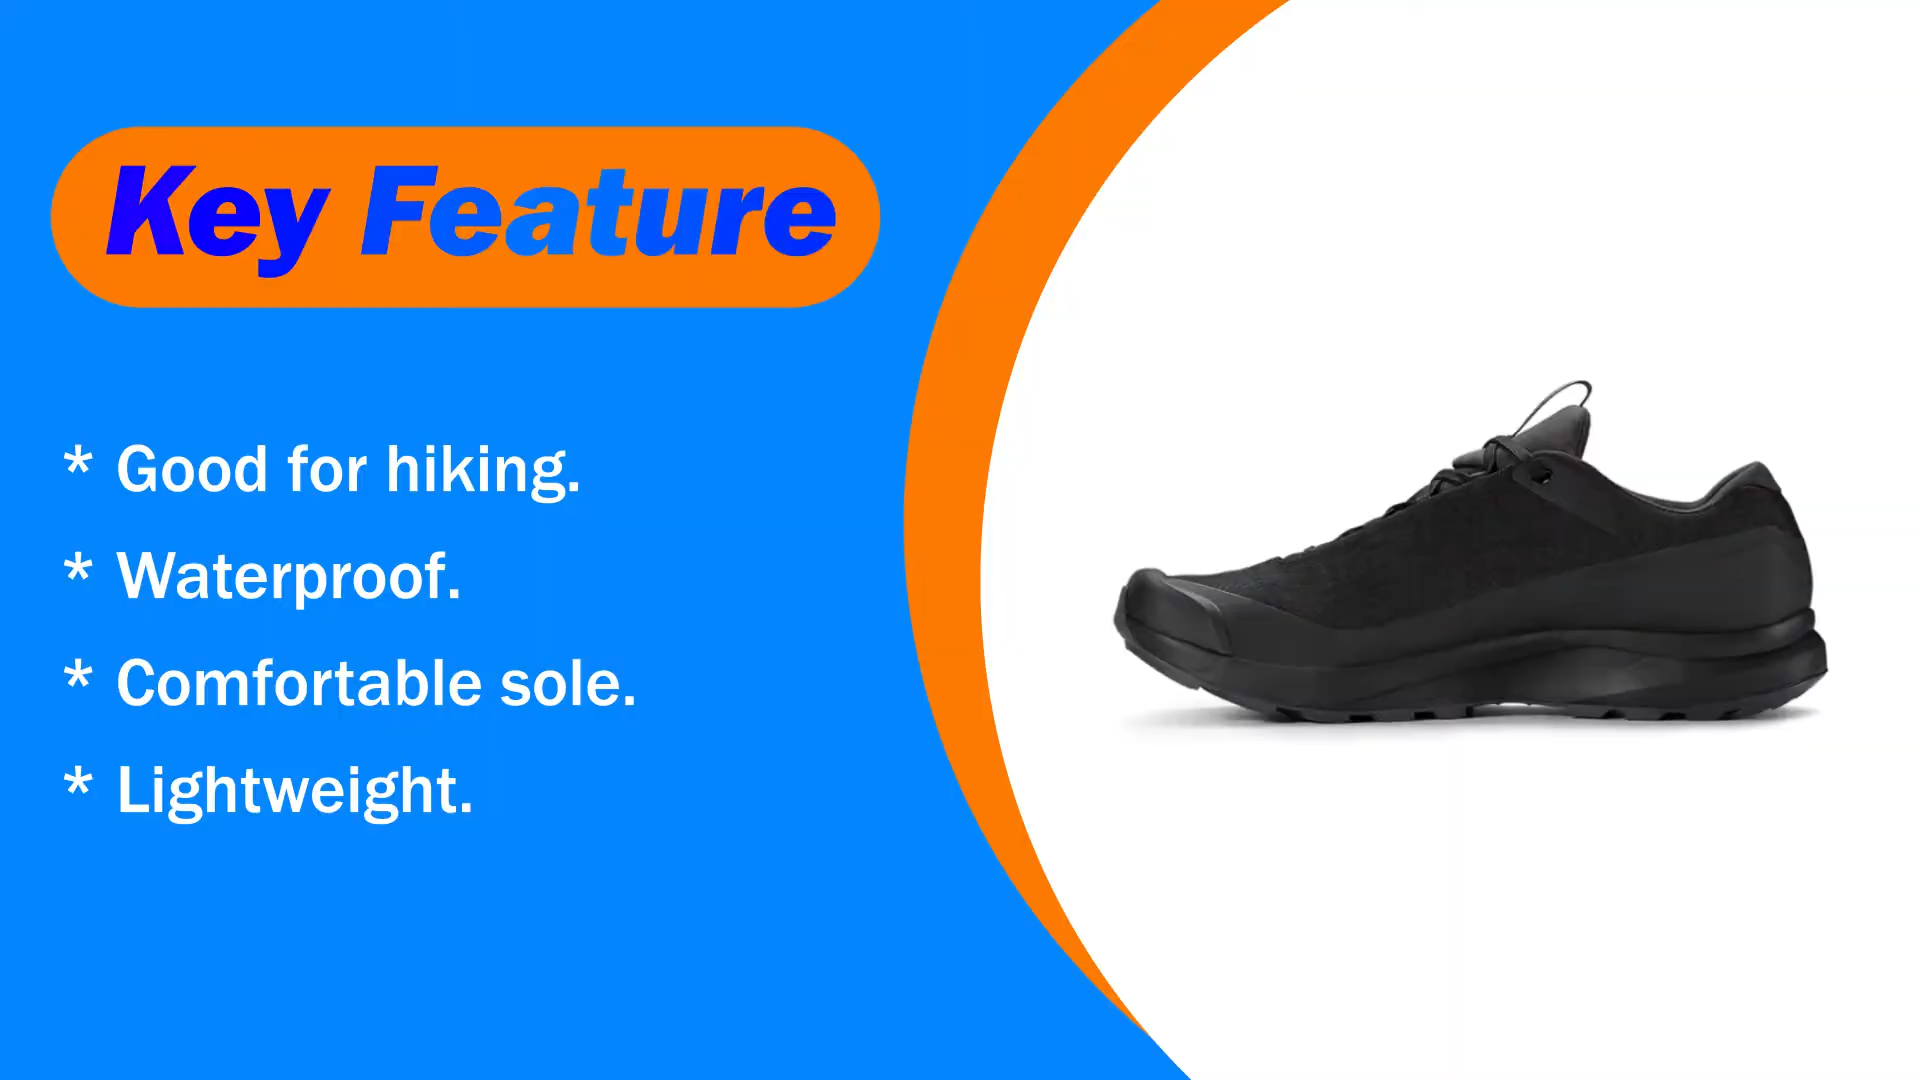 Key Feature
* Good for hiking.
* Waterproof.
* Comfortable sole.
* Lightweight.